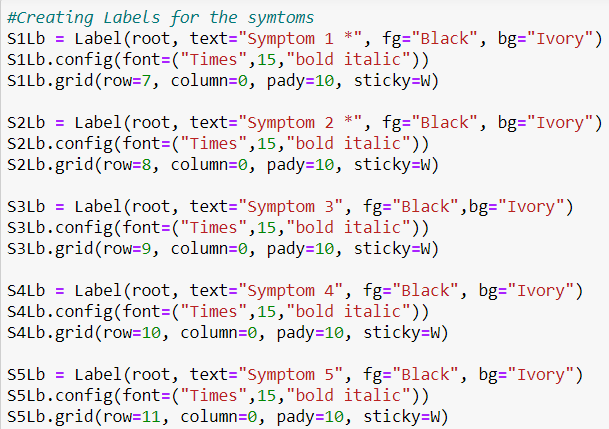 #Creating Labels for the symtoms
S1Lb = Label(root, text="Symptom 1 *", fg="Black", bg="Ivory")
S1Lb.config(font=("Times",15,"bold italic"))
S1Lb.grid(row=7, column=0, pady=10, sticky=W)
S2Lb = Label(root, text="Symptom 2 *", fg="Black", bg="Ivory")
S2Lb.config(font=("Times",15,"bold italic"))
S2Lb.grid(row=8, column=0, pady=10, sticky=W)
S3Lb = Label(root, text="Symptom 3", fg="Black",bg="Ivory")
S3Lb.config(font=("Times",15,"bold italic"))
S3Lb.grid(row=9, column=0, pady=10, sticky=W)
S4Lb = Label(root, text="Symptom 4", fg="Black", bg="Ivory")
S4Lb.config(font=("Times",15,"bold italic"))
S4Lb.grid(row=10, column=0, pady=10, sticky=W)
S5Lb = Label(root, text="Symptom 5", fg="Black", bg="Ivory")
S5Lb.config(font=("Times",15,"bold italic"))
S5Lb.grid(row=11, column=0, pady=10, sticky=W)